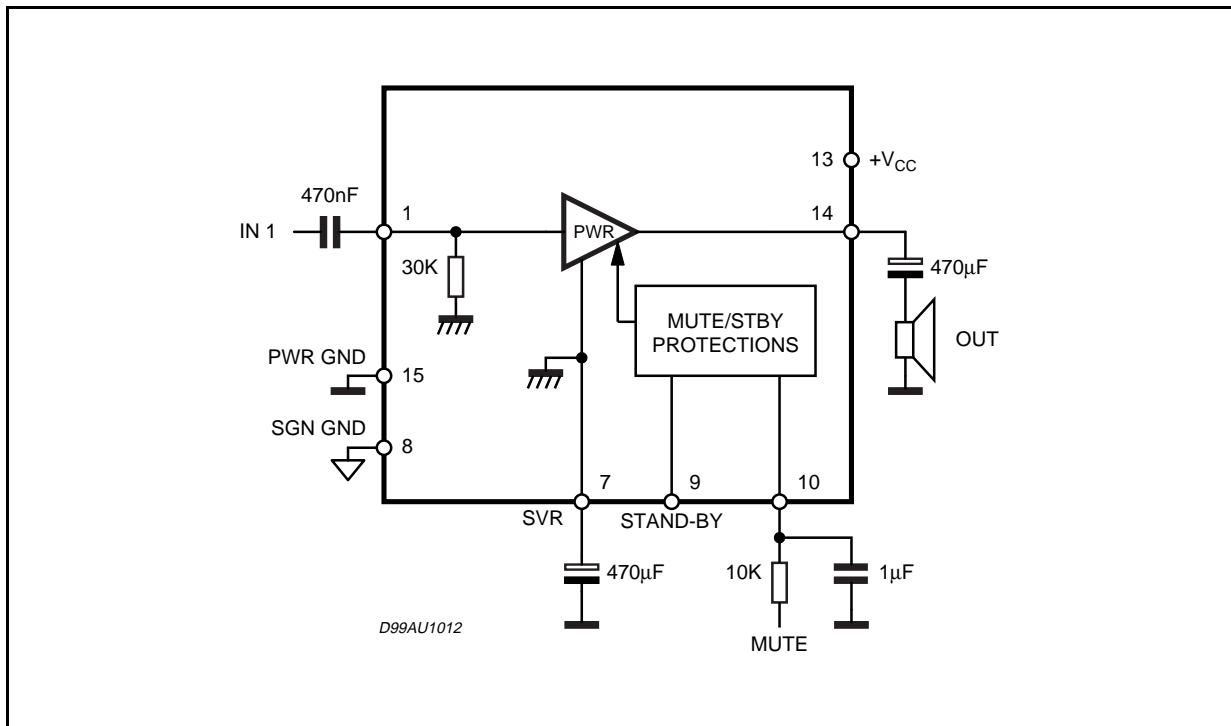 13 +VCC
470nF
1
14
IN 1
PWR
30K
470µF
MUTE/STBY
PROTECTIONS
OUT
PWR GND
15
SGN GND
8
7
9
10
SVR
STAND-BY
470µF
10K
1µF
D99AU1012
MUTE